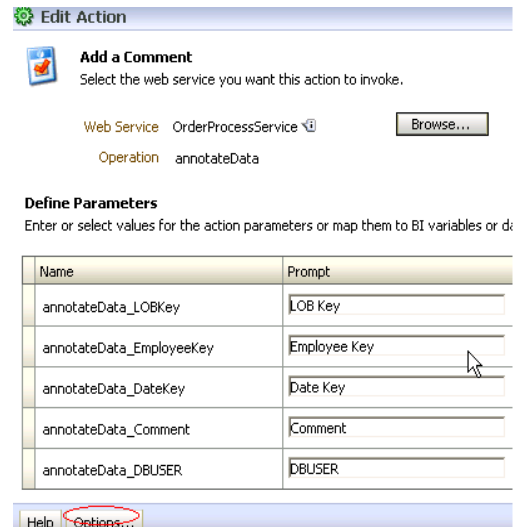 Edit Action
Add a Comment
Select the web service you want this action to invoke.
Web Service OrderProcessService Browse...
Operation annotateData
Define Parameters
Enter or select values for the action parameters or map them to BI variables or da
Name Prompt
annotateData_LOBKey LOB Key
annotateData_EmployeeKey Employee Key
annotateData_DateKey Date Key
annotateData_Comment Comment
annotateData_DBUSER DBUSER
Help Options...